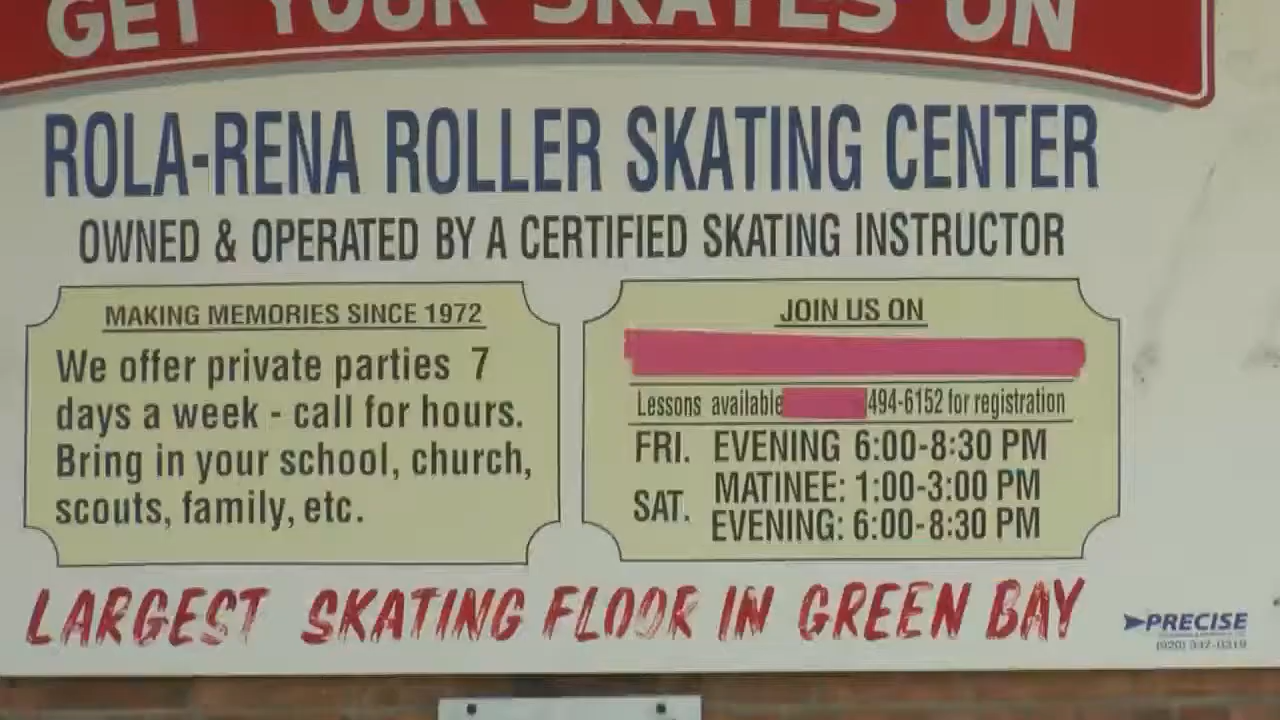 GET YOUR SKATES ON
ROLA-RENA ROLLER SKATING CENTER
OWNED & OPERATED BY A CERTIFIED SKATING INSTRUCTOR
MAKING MEMORIES SINCE 1972
We offer private parties 7
days a week - call for hours.
Bring in your school, church,
scouts, family, etc.
JOIN US ON
Lessons available 494-6152 for registration
FRI. EVENING 6:00-8:30 PM
SAT. MATINEE: 1:00-3:00 PM
EVENING: 6:00-8:30 PM
LARGEST SKATING FLOOR IN GREEN BAY
PRECISE